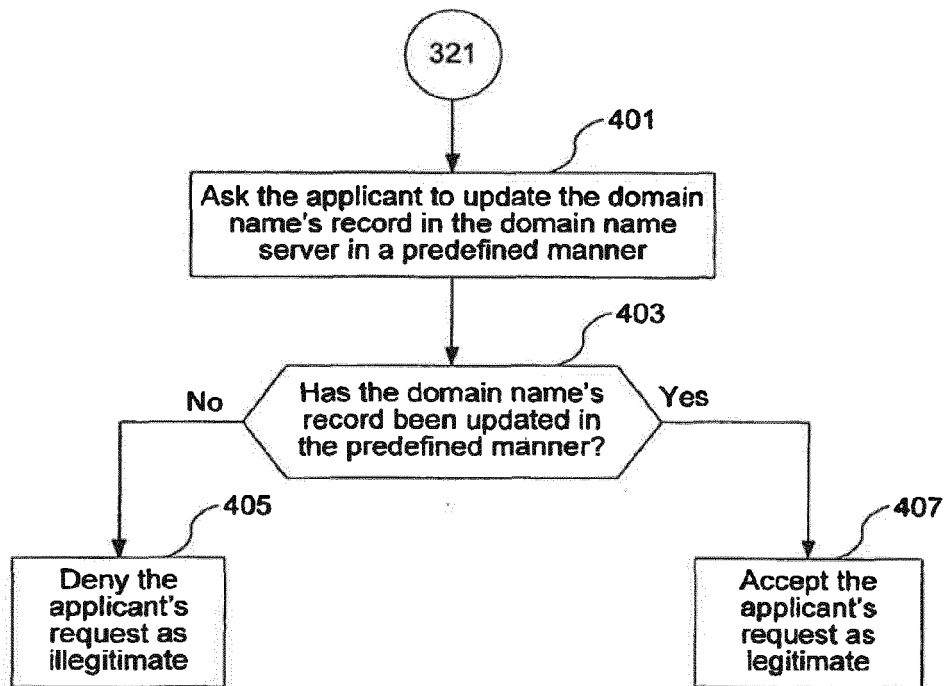 321
401
Ask the applicant to update the domain
name's record in the domain name
server in a predefined manner
403
Has the domain name's
record been updated in
the predefined manner?
No
Yes
405
407
Deny the
applicant's
request as
illegitimate
Accept the
applicant's
request as
legitimate